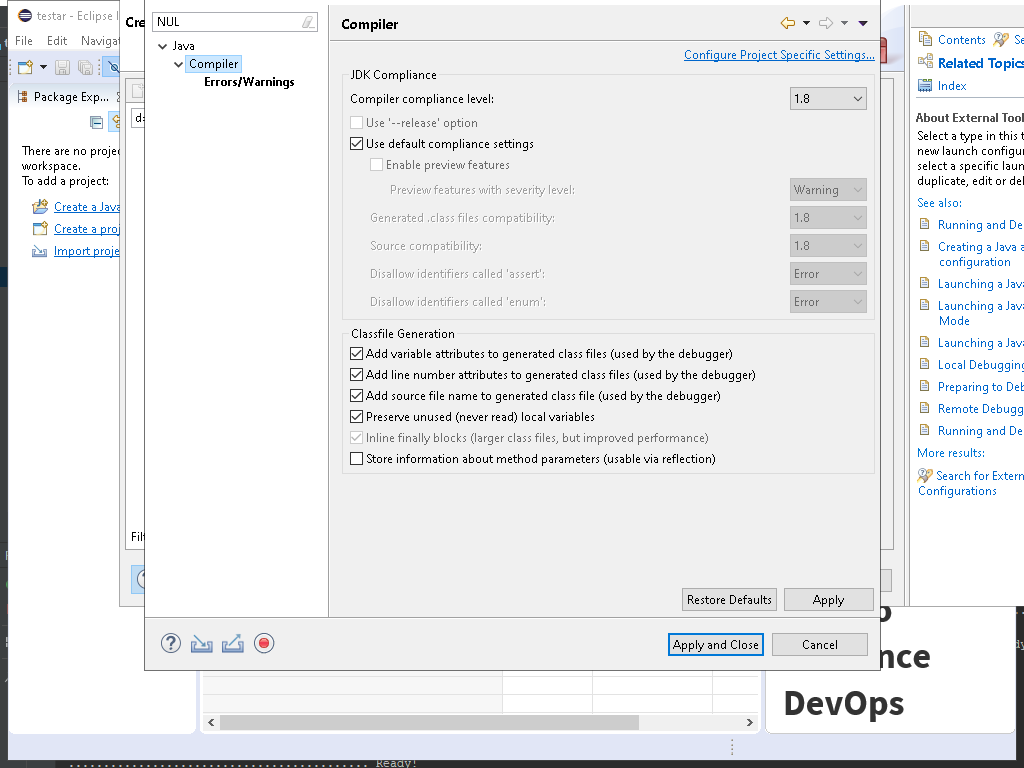 testar - Eclipse
File Edit Navigat
Package Exp...
There are no proje
workspace.
To add a project:
Create a Java
Create a proj
Import proje
Cre
NUL
Java
Compiler
Errors/Warnings
Compiler
Configure Project Specific Settings...
JDK Compliance
Compiler compliance level:
1.8
Use '--release' option
Use default compliance settings
Enable preview features
Preview features with severity level:
Warning
Generated .class files compatibility:
1.8
Source compatibility:
1.8
Disallow identifiers called 'assert':
Error
Disallow identifiers called 'enum':
Error
Classfile Generation
Add variable attributes to generated class files (used by the debugger)
Add line number attributes to generated class files (used by the debugger)
Add source file name to generated class file (used by the debugger)
Preserve unused (never read) local variables
Inline finally blocks (larger class files, but improved performance)
Store information about method parameters (usable via reflection)
Restore Defaults
Apply
Apply and Close
Cancel
Filt
Contents
Se
Related Topics
Index
About External Tool
Select a type in this t
new launch configur
select a specific laun
duplicate, edit or del
See also:
Running and De
Creating a Java a
configuration
Launching a Java
Launching a Java
Mode
Launching a Java
Local Debugging
Preparing to Deb
Remote Debugg
Running and De
More results:
Search for Extern
Configurations
nce
DevOps
Ready!